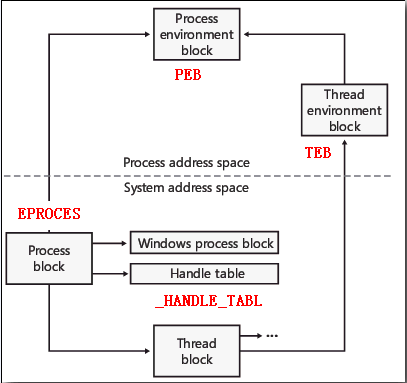 Process
environment
block
PEB
Thread
environment
block
TEB
Process address space
System address space
EPROCES
Process
block
Windows process block
Handle table
_HANDLE_TABL
Thread
block
...